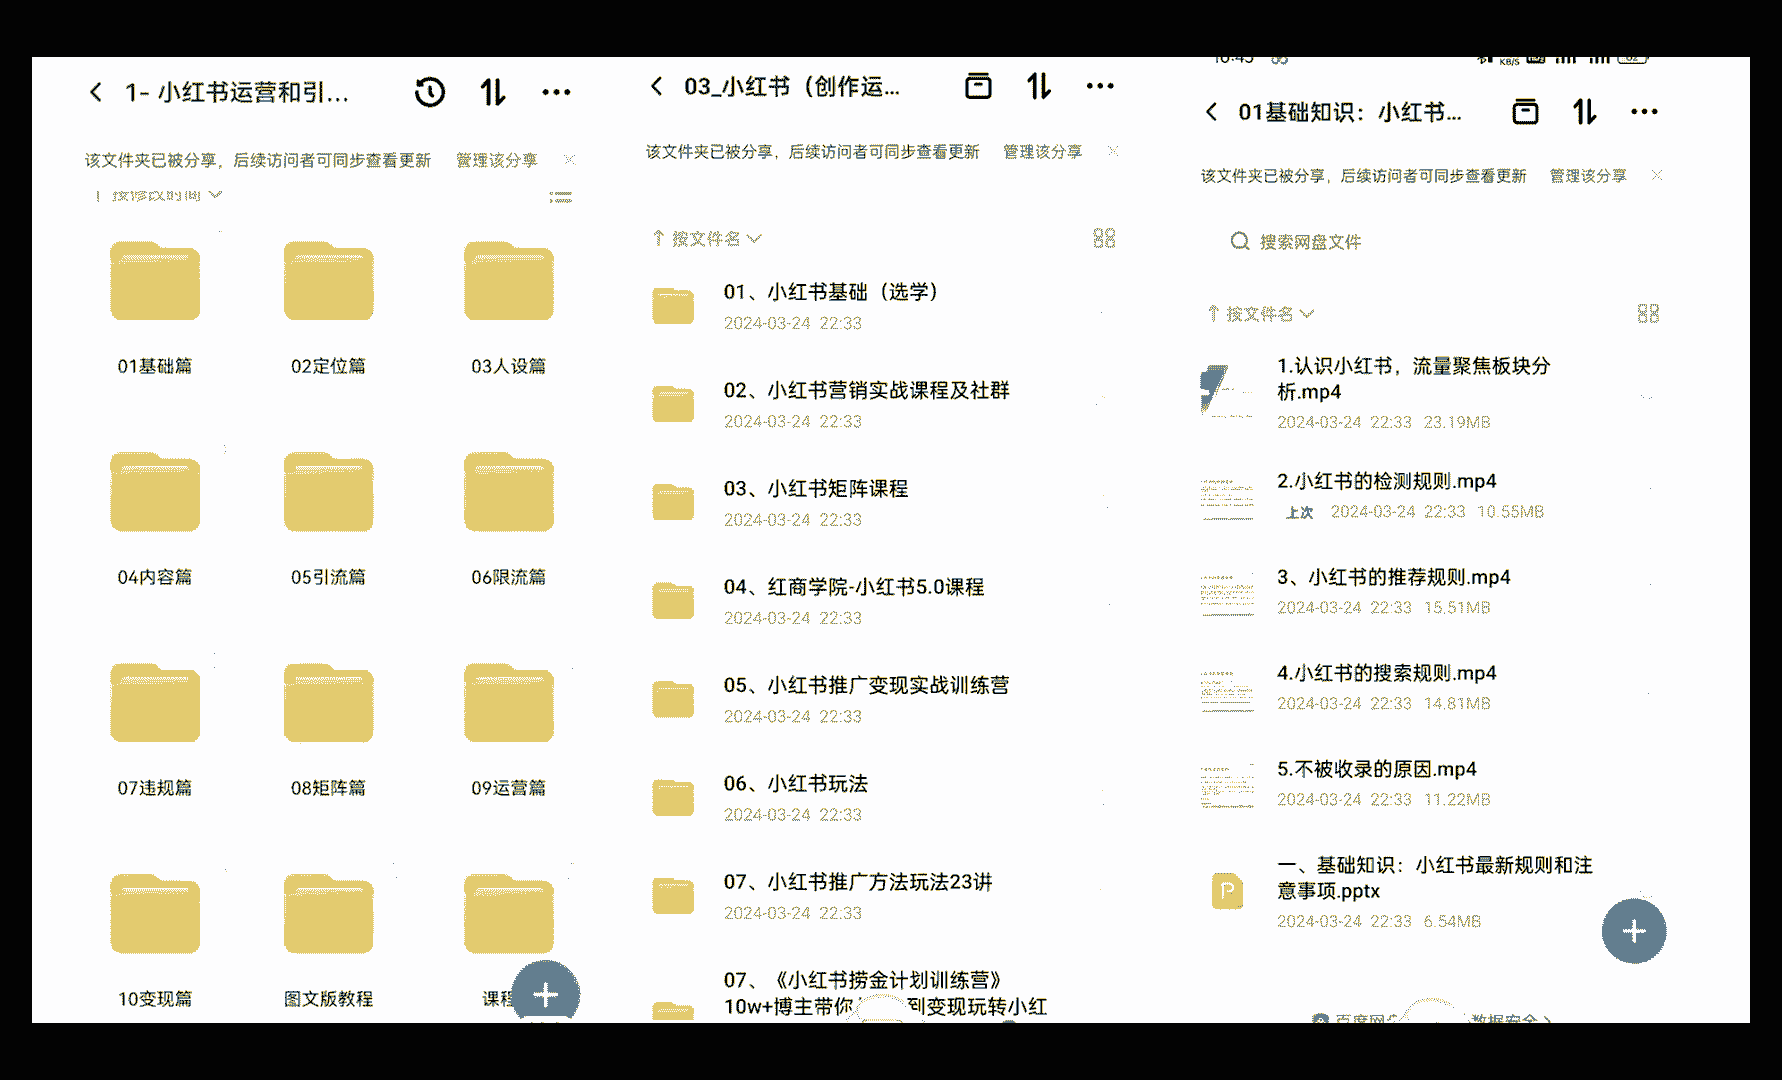 1- 小红书运营和引...
该文件夹已被分享，后续访问者可同步查看更新 管理该分享
按修改时间
01基础篇 02定位篇 03人设篇
04内容篇 05引流篇 06限流篇
07违规篇 08矩阵篇 09运营篇
10变现篇 图文版教程 课程
03_小红书（创作运...
该文件夹已被分享，后续访问者可同步查看更新 管理该分享
按文件名
01、小红书基础（选学）
2024-03-24 22:33
02、小红书营销实战课程及社群
2024-03-24 22:33
03、小红书矩阵课程
2024-03-24 22:33
04、红商学院-小红书5.0课程
2024-03-24 22:33
05、小红书推广变现实战训练营
2024-03-24 22:33
06、小红书玩法
2024-03-24 22:33
07、小红书推广方法玩法23讲
2024-03-24 22:33
07、《小红书捞金计划训练营》
10w+博主带你 到变现玩转小红
16:45 KB/S
01基础知识：小红书...
该文件夹已被分享，后续访问者可同步查看更新 管理该分享
搜索网盘文件
按文件名
1.认识小红书，流量聚焦板块分
析.mp4
2024-03-24 22:33 23.19MB
2.小红书的检测规则.mp4
上次 2024-03-24 22:33 10.55MB
3、小红书的推荐规则.mp4
2024-03-24 22:33 15.51MB
4.小红书的搜索规则.mp4
2024-03-24 22:33 14.81MB
5.不被收录的原因.mp4
2024-03-24 22:33 11.22MB
一、基础知识：小红书最新规则和注
意事项.pptx
2024-03-24 22:33 6.54MB
百度网 数据安全